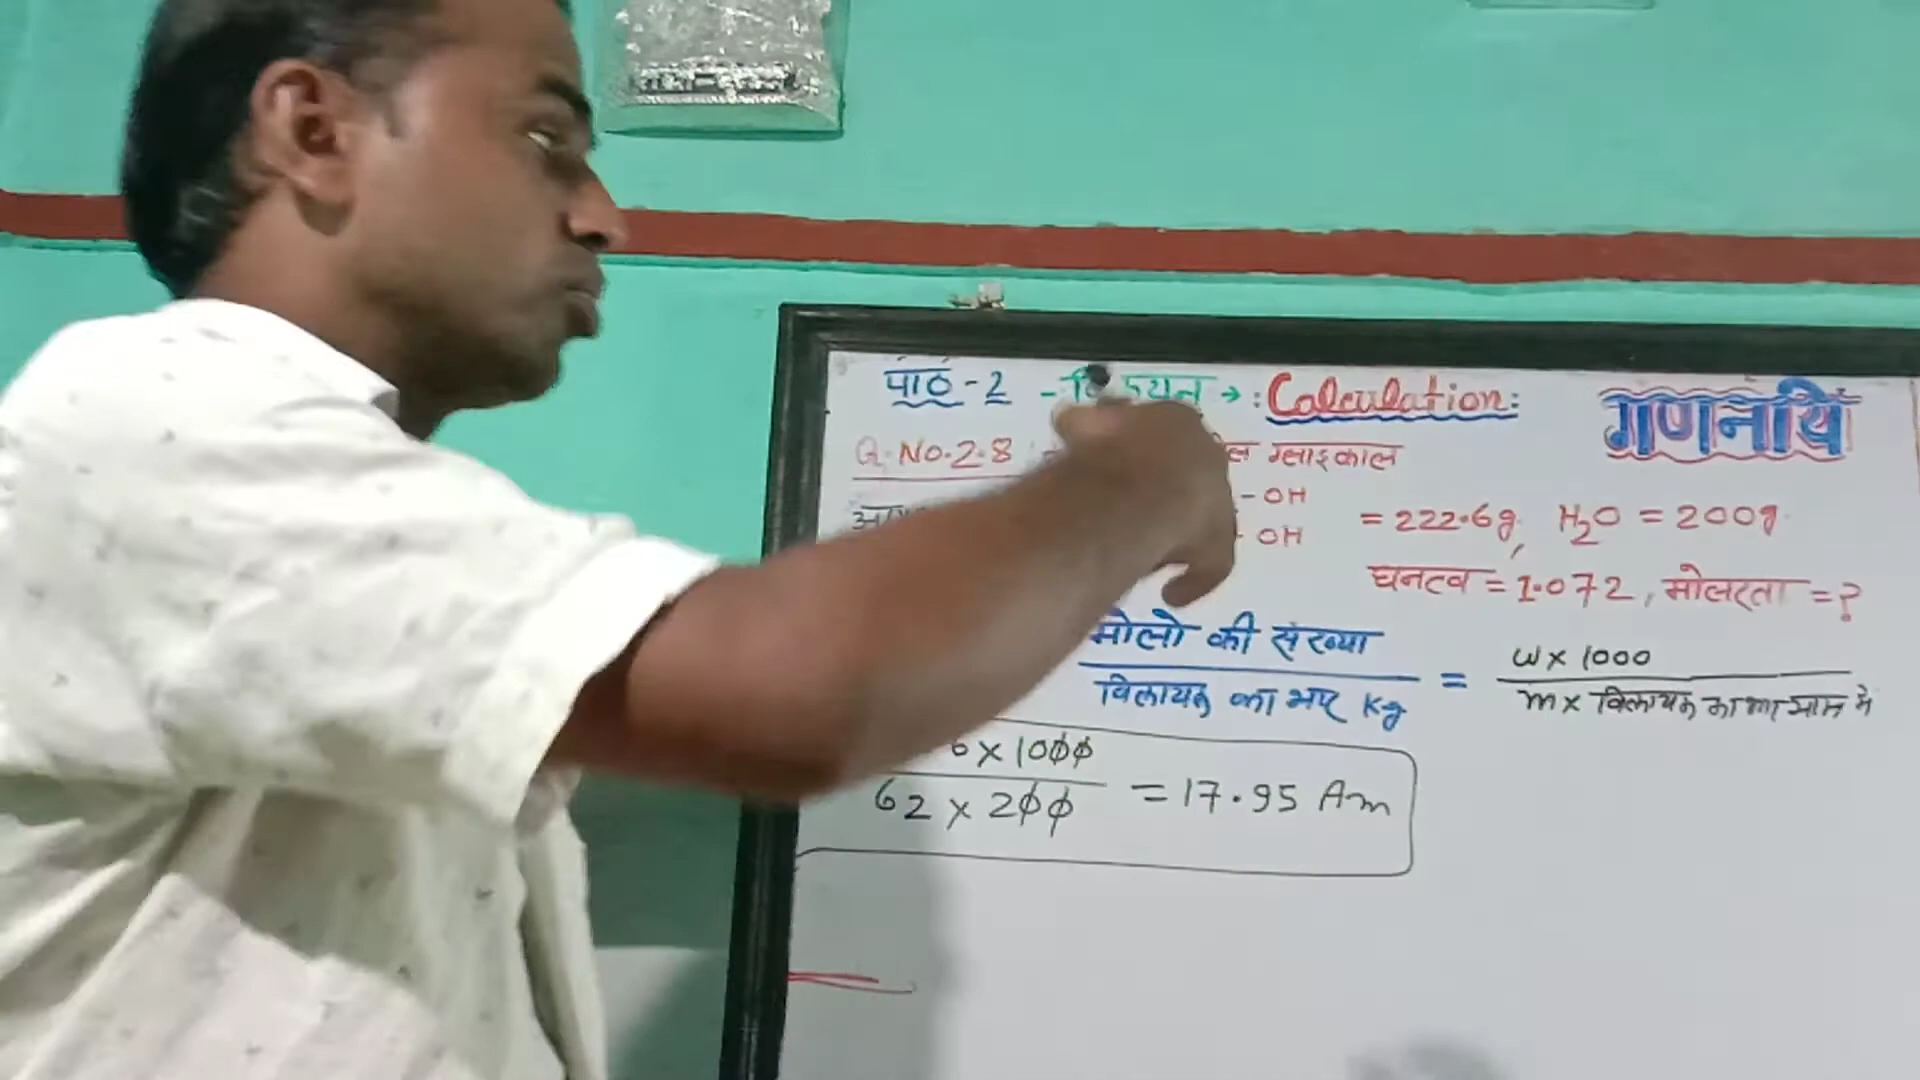 पाठ-2 - → : Calculation: गणनायें
Q.NO.2.8 ग्लाइकाल
- OH
- OH
= 222.6g, H₂O = 200g
घनत्व = 1.072, मोलरता = ?
मोलो की संख्या
विलायक का भार Kg
=
W x 1000
m x विलायक का भार ग्राम में
6 x 1000
62 x 200
= 17.95 Am